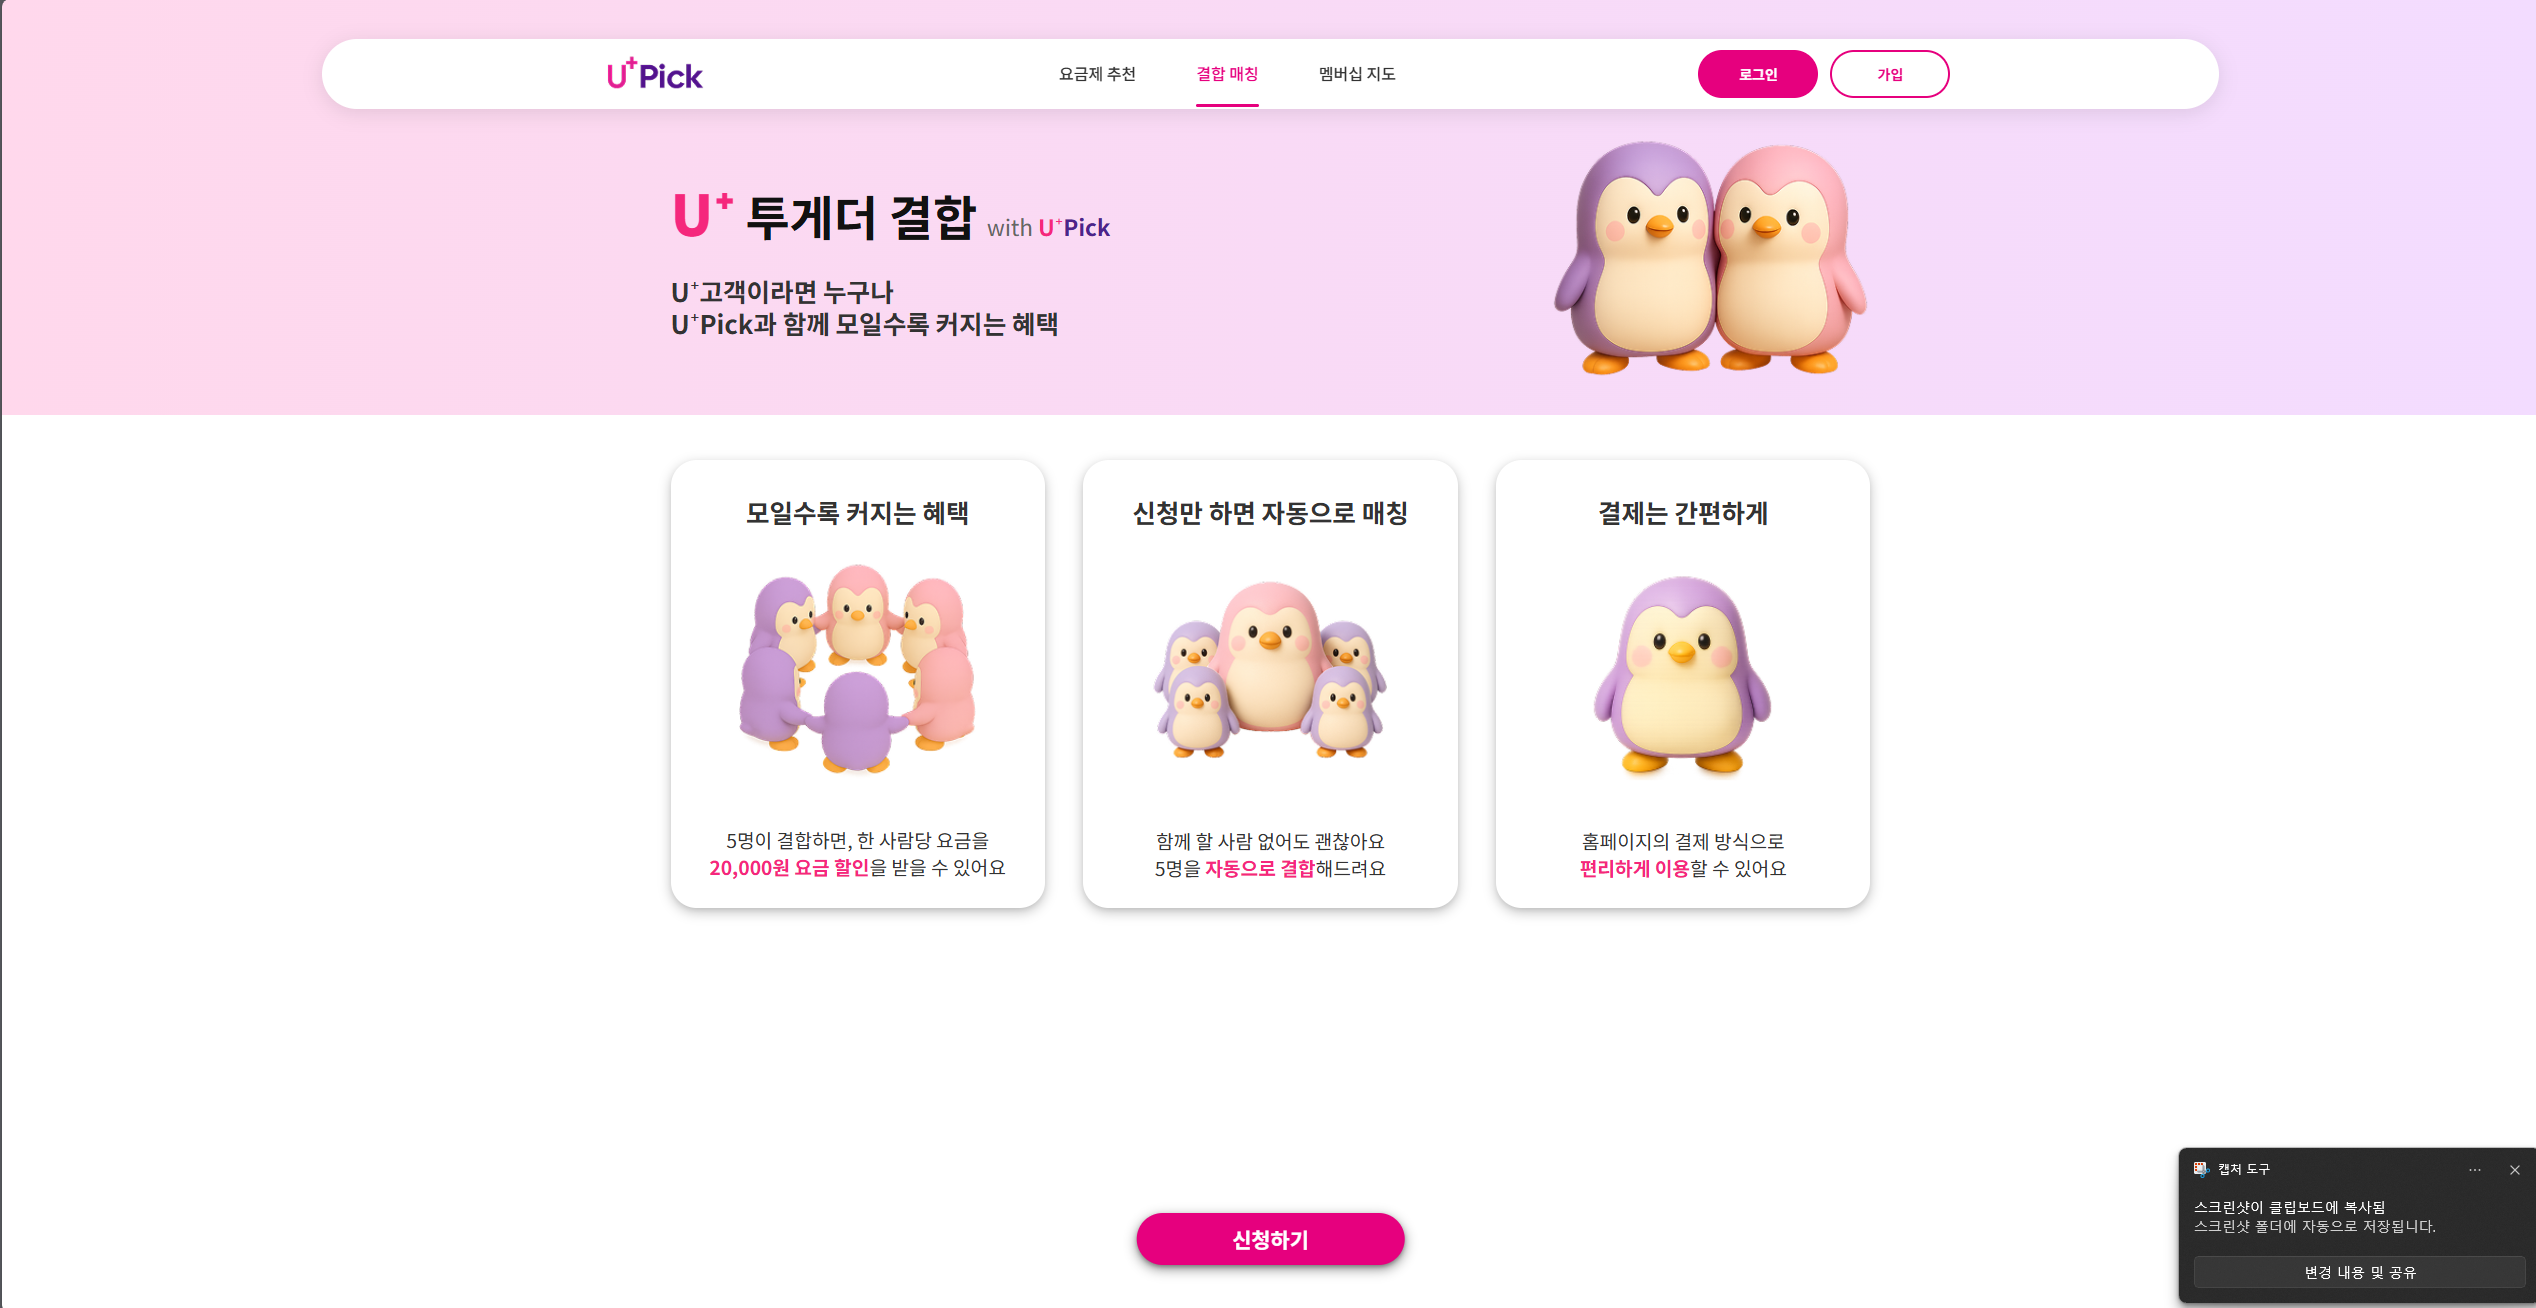 U⁺Pick
요금제 추천
결합 매칭
멤버십 지도
로그인
가입
U⁺ 투게더 결합 with U⁺Pick
U⁺고객이라면 누구나
U⁺Pick과 함께 모일수록 커지는 혜택
모일수록 커지는 혜택
5명이 결합하면, 한 사람당 요금을
20,000원 요금 할인을 받을 수 있어요
신청만 하면 자동으로 매칭
함께 할 사람 없어도 괜찮아요
5명을 자동으로 결합해드려요
결제는 간편하게
홈페이지의 결제 방식으로
편리하게 이용할 수 있어요
신청하기
캡처 도구
스크린샷이 클립보드에 복사됨
스크린샷 폴더에 자동으로 저장됩니다.
변경 내용 및 공유